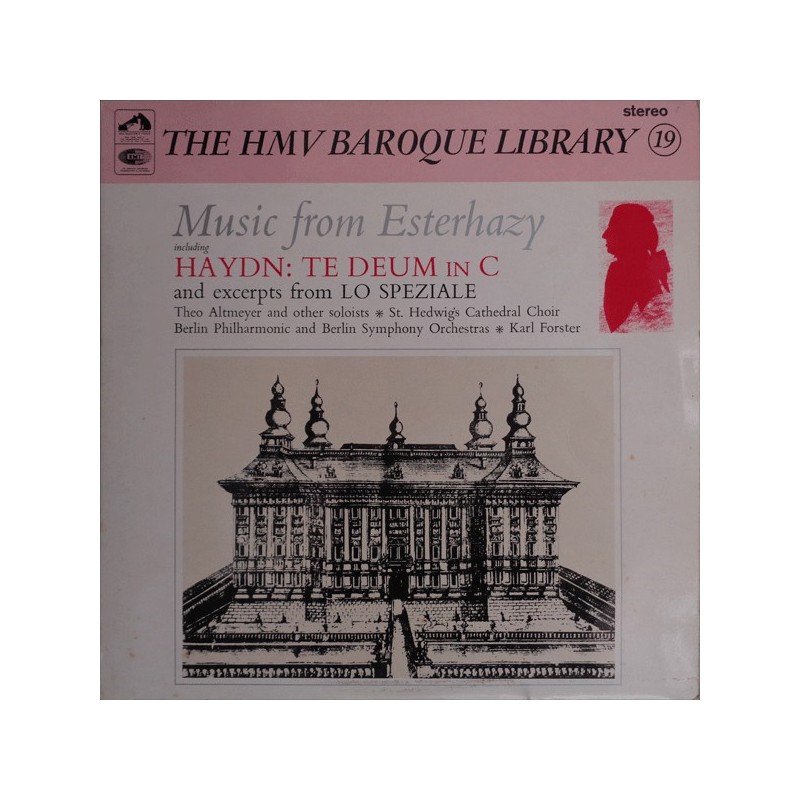 stereo
THE HMV BAROQUE LIBRARY 19
Music from Esterhazy
including
HAYDN: TE DEUM IN C
and excerpts from LO SPEZIALE
Theo Altmeyer and other soloists ⁕ St. Hedwig's Cathedral Choir
Berlin Philharmonic and Berlin Symphony Orchestras ⁕ Karl Forster
EMI